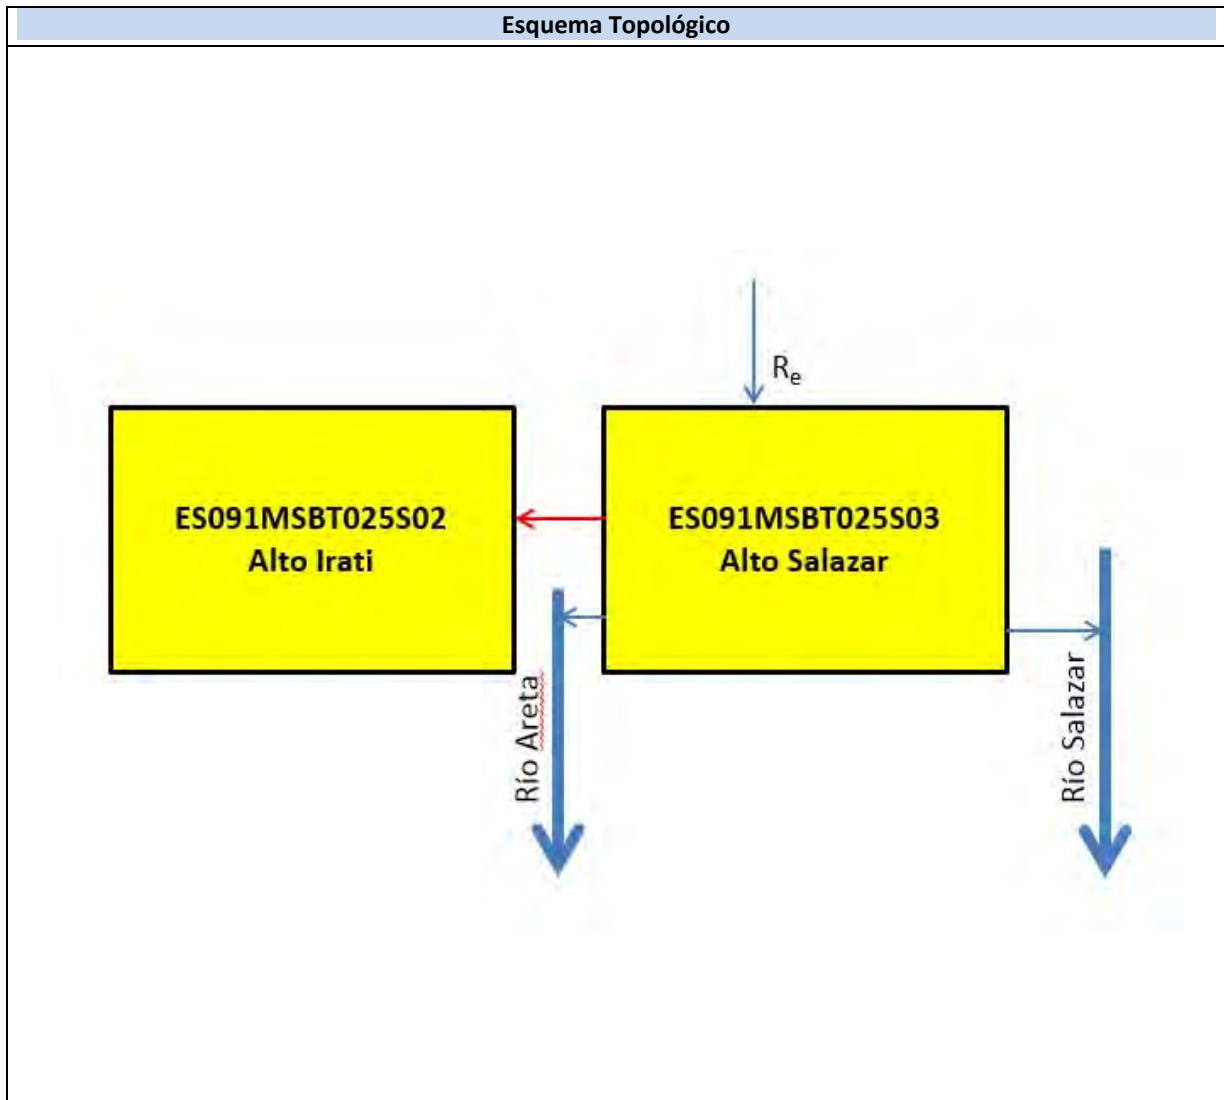 Esquema Topológico
Re
ES091MSBT025S02
Alto Irati
ES091MSBT025S03
Alto Salazar
Río Areta
Río Salazar